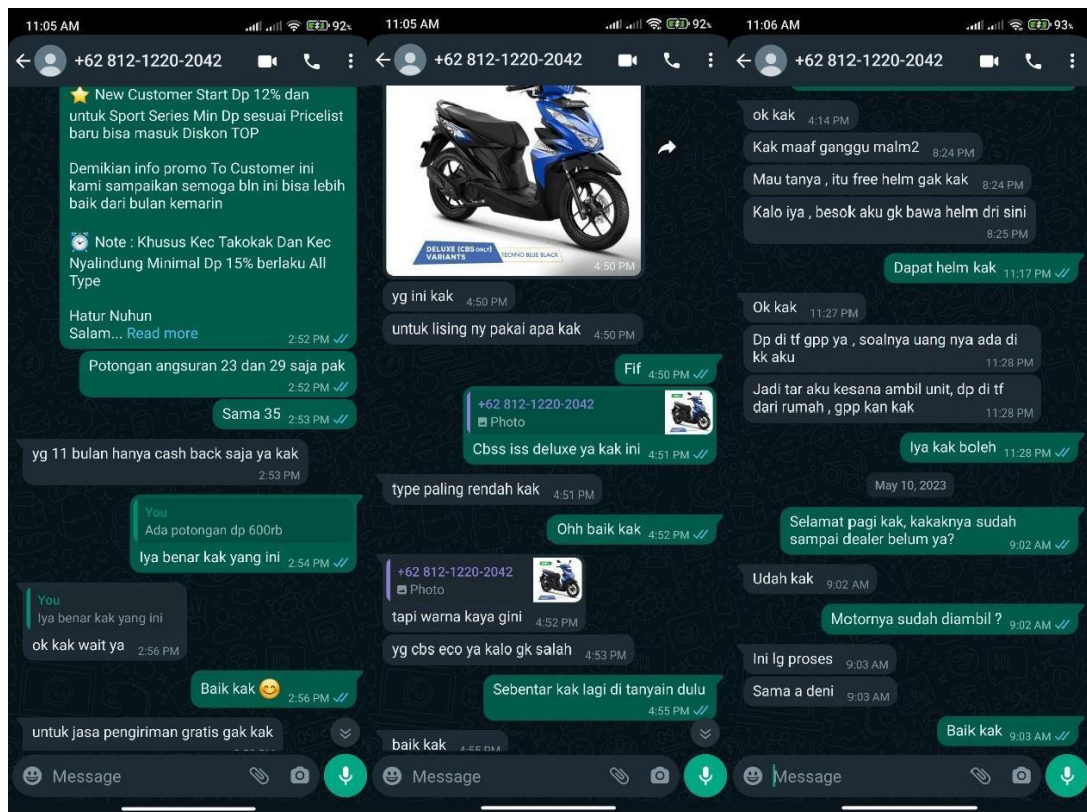 11:05 AM
92%
+62 812-1220-2042
⭐ New Customer Start Dp 12% dan
untuk Sport Series Min Dp sesuai Pricelist
baru bisa masuk Diskon TOP
Demikian info promo To Customer ini
kami sampaikan semoga bln ini bisa lebih
baik dari bulan kemarin
⏰ Note : Khusus Kec Takokak Dan Kec
Nyalindung Minimal Dp 15% berlaku All
Type
Hatur Nuhun
Salam... Read more
2:52 PM
Potongan angsuran 23 dan 29 saja pak
2:52 PM
Sama 35 2:53 PM
yg 11 bulan hanya cash back saja ya kak
2:53 PM
You
Ada potongan dp 600rb
Iya benar kak yang ini 2:54 PM
You
Iya benar kak yang ini
ok kak wait ya 2:56 PM
Baik kak 😊 2:56 PM
untuk jasa pengiriman gratis gak kak
Message
11:05 AM
92%
+62 812-1220-2042
DELUXE (CBS ONLY)
VARIANTS
TECHNO BLUE BLACK
4:50 PM
yg ini kak 4:50 PM
untuk lising ny pakai apa kak 4:50 PM
Fif 4:50 PM
+62 812-1220-2042
Photo
Cbss iss deluxe ya kak ini 4:51 PM
type paling rendah kak 4:51 PM
Ohh baik kak 4:52 PM
+62 812-1220-2042
Photo
tapi warna kaya gini 4:52 PM
yg cbs eco ya kalo gk salah 4:53 PM
Sebentar kak lagi di tanyain dulu
4:55 PM
baik kak 4:55 PM
Message
11:06 AM
93%
+62 812-1220-2042
ok kak 4:14 PM
Kak maaf ganggu malm2 8:24 PM
Mau tanya , itu free helm gak kak 8:24 PM
Kalo iya , besok aku gk bawa helm dri sini
8:25 PM
Dapat helm kak 11:17 PM
Ok kak 11:27 PM
Dp di tf gpp ya , soalnya uang nya ada di
kk aku
11:28 PM
Jadi tar aku kesana ambil unit, dp di tf
dari rumah , gpp kan kak
11:28 PM
Iya kak boleh 11:28 PM
May 10, 2023
Selamat pagi kak, kakaknya sudah
sampai dealer belum ya?
9:02 AM
Udah kak 9:02 AM
Motornya sudah diambil ? 9:02 AM
Ini lg proses 9:03 AM
Sama a deni 9:03 AM
Baik kak 9:03 AM
Message